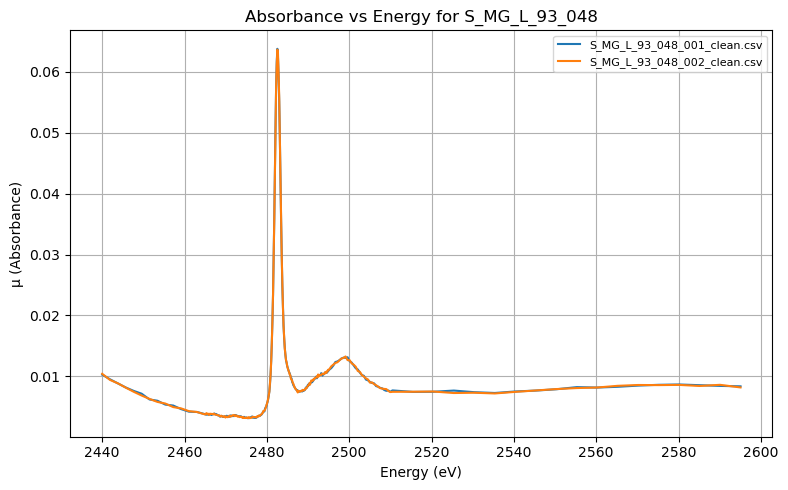 Absorbance vs Energy for S_MG_L_93_048
S_MG_L_93_048_001_clean.csv
S_MG_L_93_048_002_clean.csv
μ (Absorbance)
0.06
0.05
0.04
0.03
0.02
0.01
2440 2460 2480 2500 2520 2540 2560 2580 2600
Energy (eV)